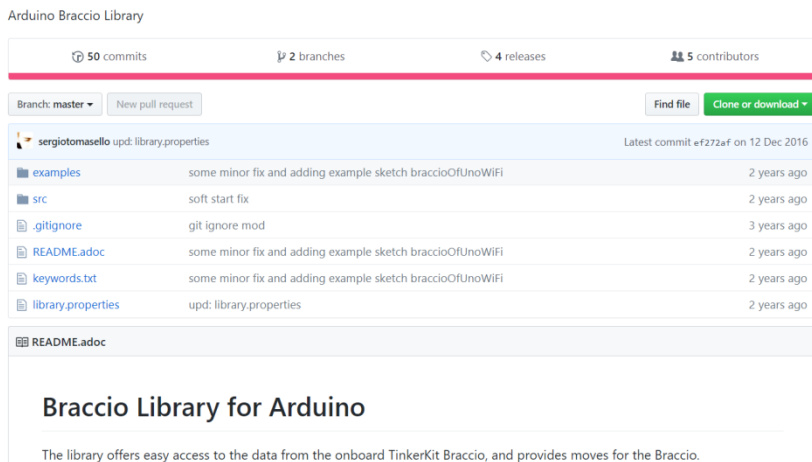 Arduino Braccio Library
50 commits 2 branches 4 releases 5 contributors
Branch: master New pull request Find file Clone or download
sergiotomasello upd: library.properties Latest commit ef272af on 12 Dec 2016
examples some minor fix and adding example sketch braccioOfUnoWiFi 2 years ago
src soft start fix 2 years ago
.gitignore git ignore mod 3 years ago
README.adoc some minor fix and adding example sketch braccioOfUnoWiFi 2 years ago
keywords.txt some minor fix and adding example sketch braccioOfUnoWiFi 2 years ago
library.properties upd: library.properties 2 years ago
README.adoc
Braccio Library for Arduino
The library offers easy access to the data from the onboard TinkerKit Braccio, and provides moves for the Braccio.